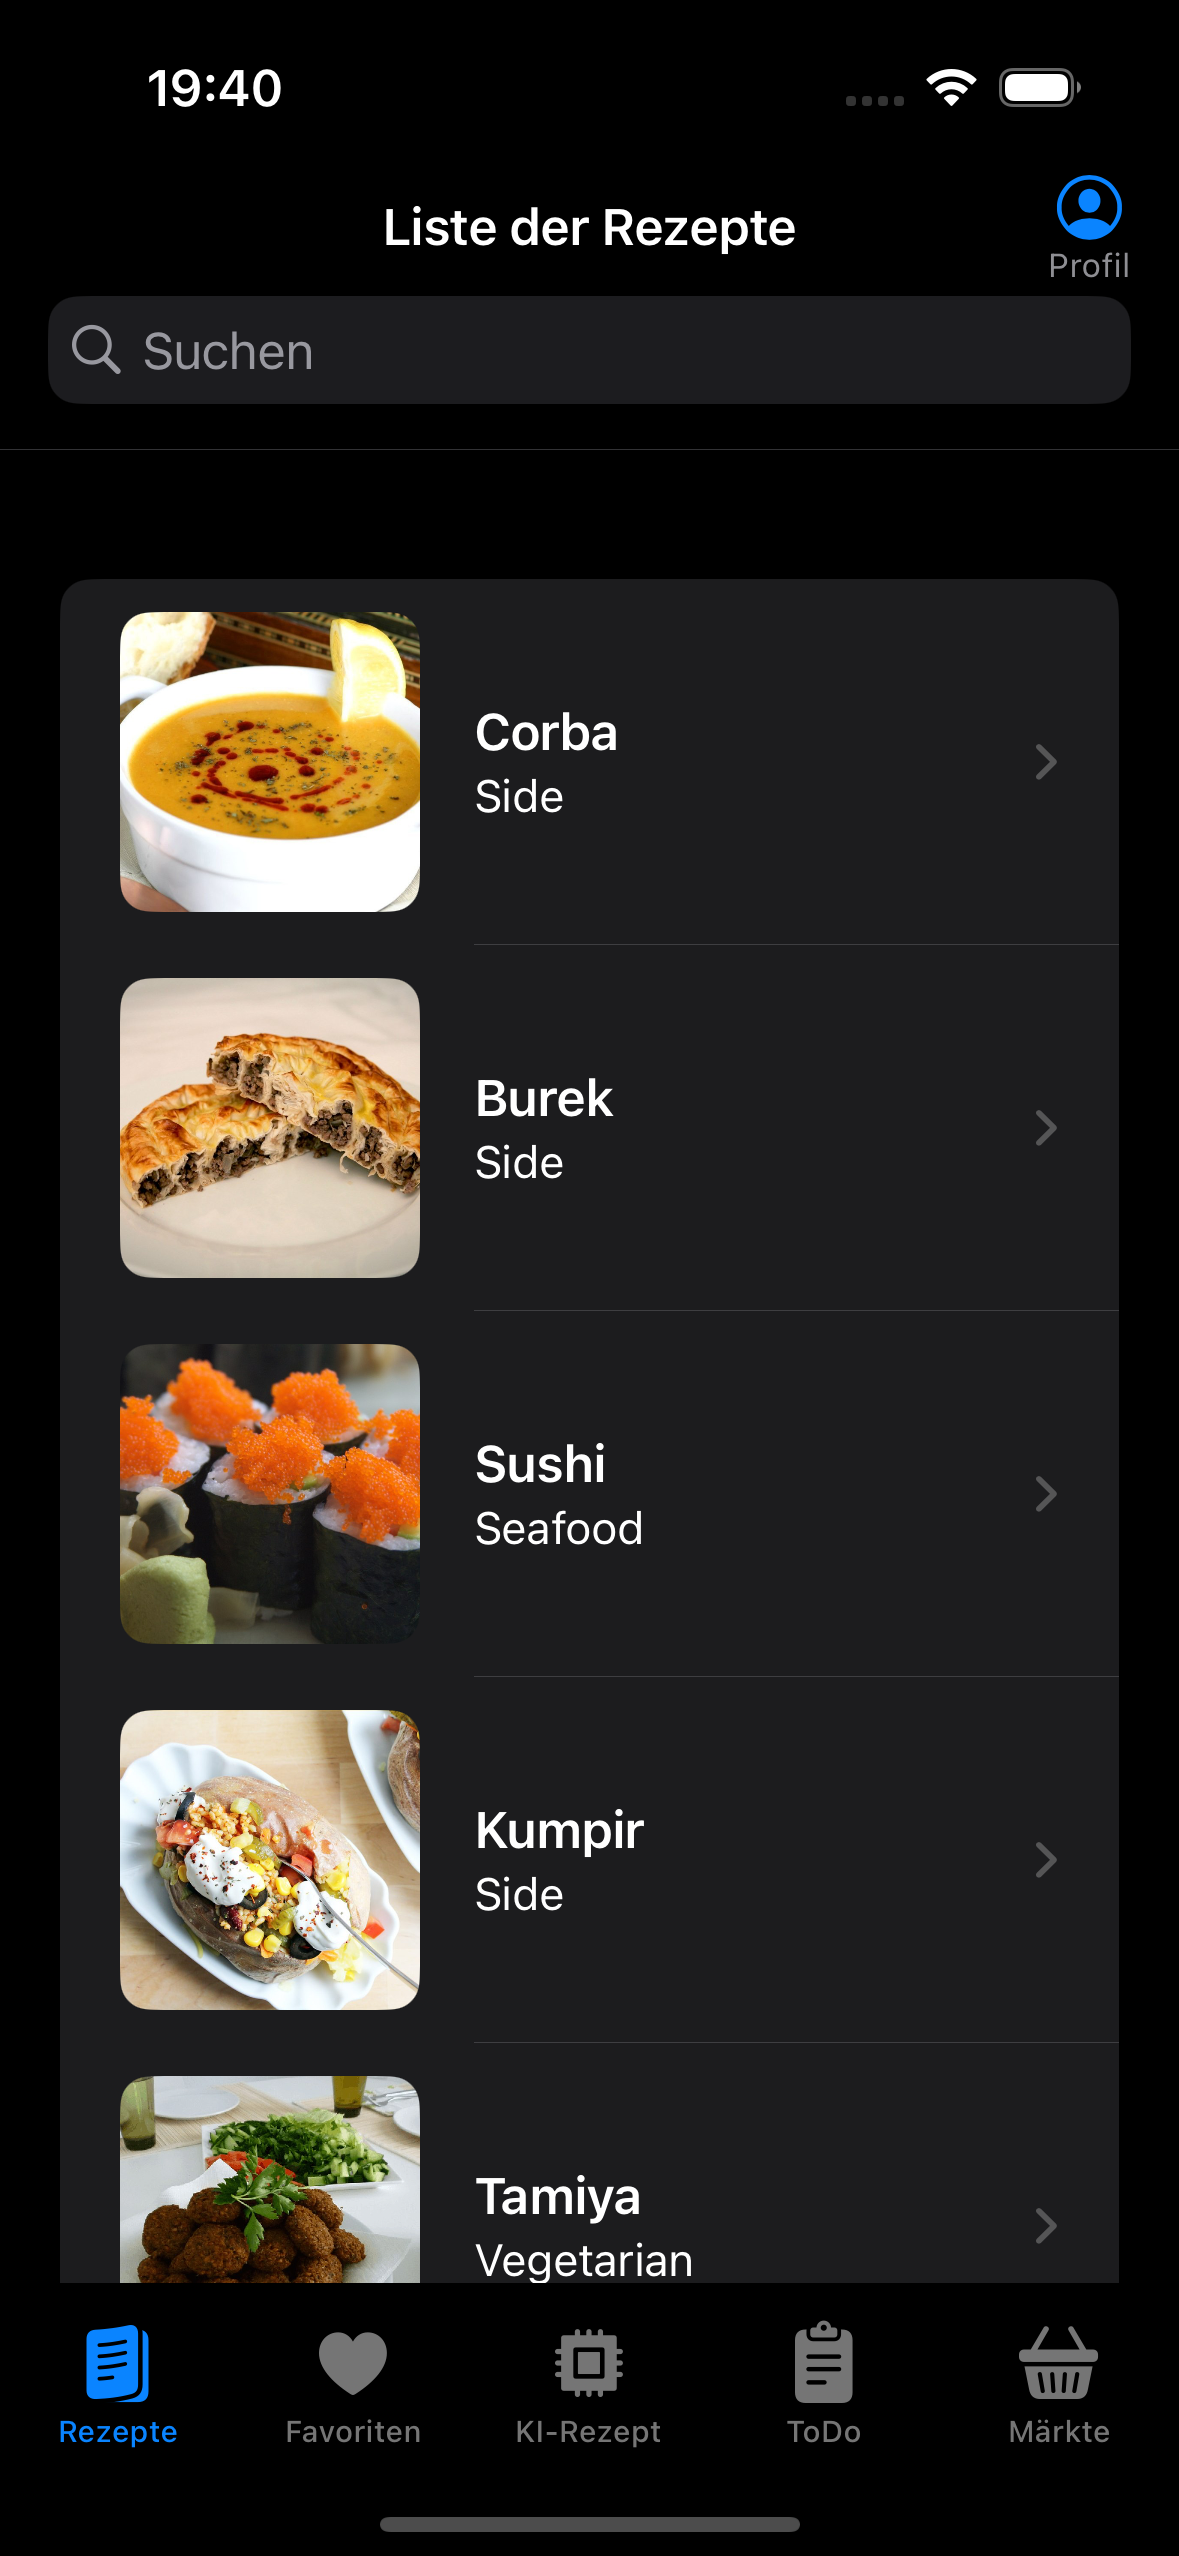 19:40
Liste der Rezepte
Profil
Suchen
Corba
Side
Burek
Side
Sushi
Seafood
Kumpir
Side
Tamiya
Vegetarian
Rezepte
Favoriten
KI-Rezept
ToDo
Märkte